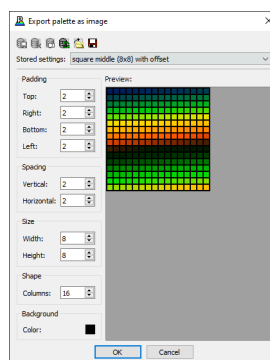 Export palette as image
Stored settings: square middle (8x8) with offset
Padding
Preview:
Top: 2
Right: 2
Bottom: 2
Left: 2
Spacing
Vertical: 2
Horizontal: 2
Size
Width: 8
Height: 8
Shape
Columns: 16
Background
Color:
OK Cancel